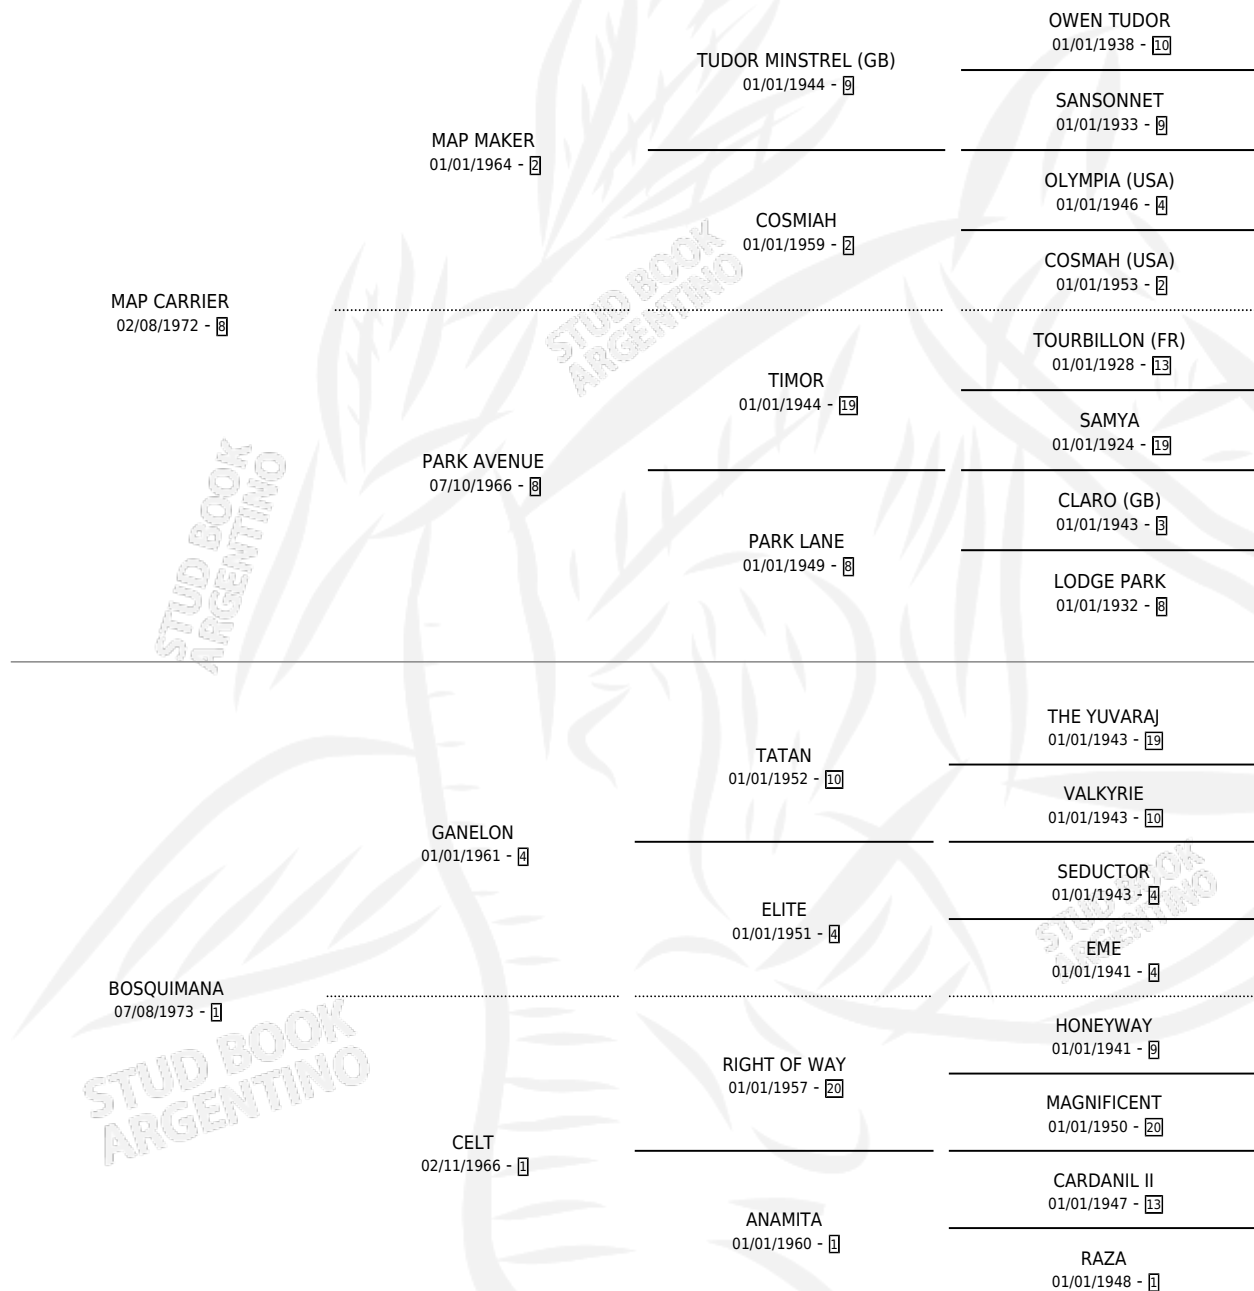 OWEN TUDOR
01/01/1938 - 10
TUDOR MINSTREL (GB)
01/01/1944 - 9
SANSONNET
01/01/1933 - 9
MAP MAKER
01/01/1964 - 2
OLYMPIA (USA)
01/01/1946 - 4
COSMIAH
01/01/1959 - 2
COSMAH (USA)
01/01/1953 - 2
MAP CARRIER
02/08/1972 - 8
TOURBILLON (FR)
01/01/1928 - 13
TIMOR
01/01/1944 - 19
SAMYA
01/01/1924 - 19
PARK AVENUE
07/10/1966 - 8
CLARO (GB)
01/01/1943 - 3
PARK LANE
01/01/1949 - 8
LODGE PARK
01/01/1932 - 8
THE YUVARAJ
01/01/1943 - 19
TATAN
01/01/1952 - 10
VALKYRIE
01/01/1943 - 10
GANELON
01/01/1961 - 4
SEDUCTOR
01/01/1943 - 4
ELITE
01/01/1951 - 4
EME
01/01/1941 - 4
BOSQUIMANA
07/08/1973 - 1
HONEYWAY
01/01/1941 - 9
RIGHT OF WAY
01/01/1957 - 20
MAGNIFICENT
01/01/1950 - 20
CELT
02/11/1966 - 1
CARDANIL II
01/01/1947 - 13
ANAMITA
01/01/1960 - 1
RAZA
01/01/1948 - 1
STUD BOOK
ARGENTINO
STUD BOOK
ARGENTINO
STUD BOOK
ARGENTINO
STUD BOOK
ARGENTINO